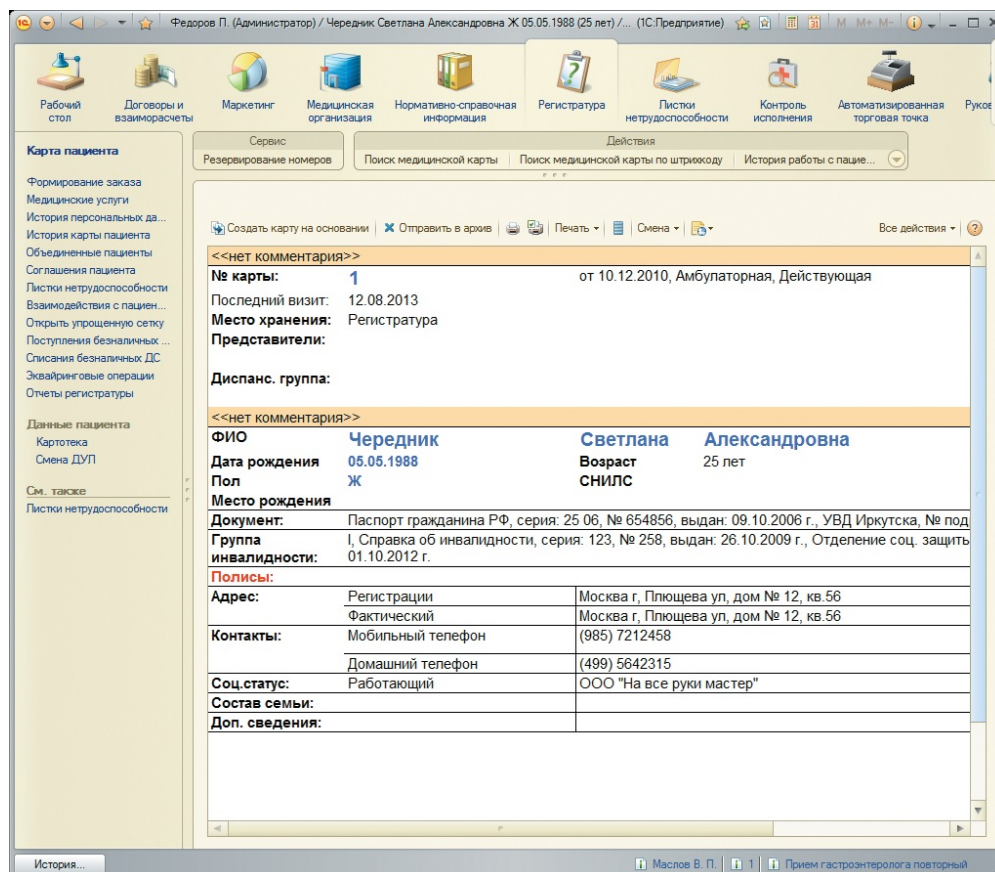 Федоров П. (Администратор) / Чередник Светлана Александровна Ж 05.05.1988 (25 лет) /... (1С:Предприятие)
M M+ M-
Рабочий стол
Договоры и взаиморасчеты
Маркетинг
Медицинская организация
Нормативно-справочная информация
Регистратура
Листки нетрудоспособности
Контроль исполнения
Автоматизированная торговая точка
Руков
Карта пациента
Формирование заказа
Медицинские услуги
История персональных да...
История карты пациента
Объединенные пациенты
Соглашения пациента
Листки нетрудоспособности
Взаимодействия с пациен...
Открыть упрощенную сетку
Поступления безналичных ...
Списания безналичных ДС
Эквайринговые операции
Отчеты регистратуры
Данные пациента
Картотека
Смена ДУЛ
См. также
Листки нетрудоспособности
Сервис
Резервирование номеров
Действия
Поиск медицинской карты
Поиск медицинской карты по штрихкоду
История работы с пацие...
Создать карту на основании
Отправить в архив
Печать
Смена
Все действия
<<нет комментария>>
№ карты: 1 от 10.12.2010, Амбулаторная, Действующая
Последний визит: 12.08.2013
Место хранения: Регистратура
Представители:
Диспанс. группа:
<<нет комментария>>
ФИО Чередник Светлана Александровна
Дата рождения 05.05.1988 Возраст 25 лет
Пол Ж СНИЛС
Место рождения
Документ: Паспорт гражданина РФ, серия: 25 06, № 654856, выдан: 09.10.2006 г., УВД Иркутска, № под
Группа I, Справка об инвалидности, серия: 123, № 258, выдан: 26.10.2009 г., Отделение соц. защиты
инвалидности: 01.10.2012 г.
Полисы:
Адрес: Регистрации Москва г, Плющева ул, дом № 12, кв.56
Фактический Москва г, Плющева ул, дом № 12, кв.56
Контакты: Мобильный телефон (985) 7212458
Домашний телефон (499) 5642315
Соц.статус: Работающий ООО "На все руки мастер"
Состав семьи:
Доп. сведения:
История...
Маслов В. П.
1
Прием гастроэнтеролога повторный